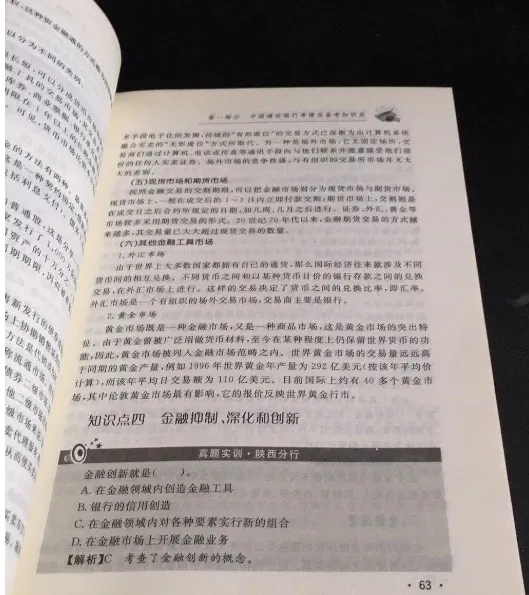 第一部分 中国建设银行考情及备考知识点
术手段电子化的发展,传统的“有形席位”的交易方式已逐渐为由计算机系统
融合买卖的“无形席位”方式所取代。另一种是场外市场,它无固定场所,交
易商们通过计算机、电话或传真等通讯手段向与他们联系并愿意接受他们报
价的任何人买卖证券。场外市场的竞争性强,与有组织的交易所市场并无太
大的差别。
(五)现货市场和期货市场
按照金融交易的交割期限,可以把金融市场划分为现货市场与期货市场。
现货市场上,一般在成交后的1~3日内立即付款交割;期货市场上,交割则是
在成交日之后合约所规定的日期,如几周、几月之后进行。证券、外汇、黄金等
市场较多采用期货交易的形式。20世纪70年代以来,金融期货交易的方式越
来越多,其交易量已大大超过现货交易的数量。
(六)其他金融工具市场
1.外汇市场
由于世界上大多数国家都拥有自己的通货,那么国际经济往来就涉及不同
货币间的相互兑换。不同货币之间和以某种货币计价的银行存款之间的兑换
交易,在外汇市场上进行。这样的交易决定了货币之间的兑换比率,即汇率。
外汇市场是一个有组织的场外交易市场,交易商主要是银行。
2.黄金市场
黄金市场既是一种金融市场,又是一种商品市场,这是黄金市场的突出特
征。由于黄金曾被广泛用做货币材料,至今在某种程度上仍保留世界货币的功
能,因此,黄金市场被列入金融市场范畴之内。世界黄金市场的交易量远远高
于同期的黄金产量,例如1996年世界黄金年产量为292亿美元(按该年平均价
计算),而该年平均日交易额为110亿美元。目前国际上约有40多个黄金市
场,其中伦敦黄金市场最有影响,它的报价反映世界黄金行市。
知识点四 金融抑制、深化和创新
真题实训·陕西分行
金融创新就是( )。
A.在金融领域内创造金融工具
B.银行的信用创造
C.在金融领域内对各种要素实行新的组合
D.在金融市场上开展金融业务
【解析】C 考查了金融创新的概念。
·63·